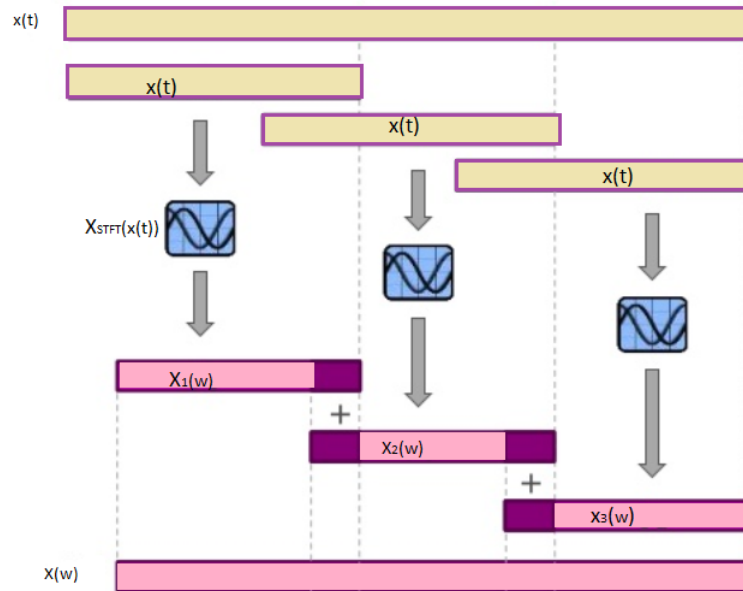 x(t)
x(t)
x(t)
x(t)
XSTFT(x(t))
X1(w)
+
X2(w)
+
x3(w)
X(w)